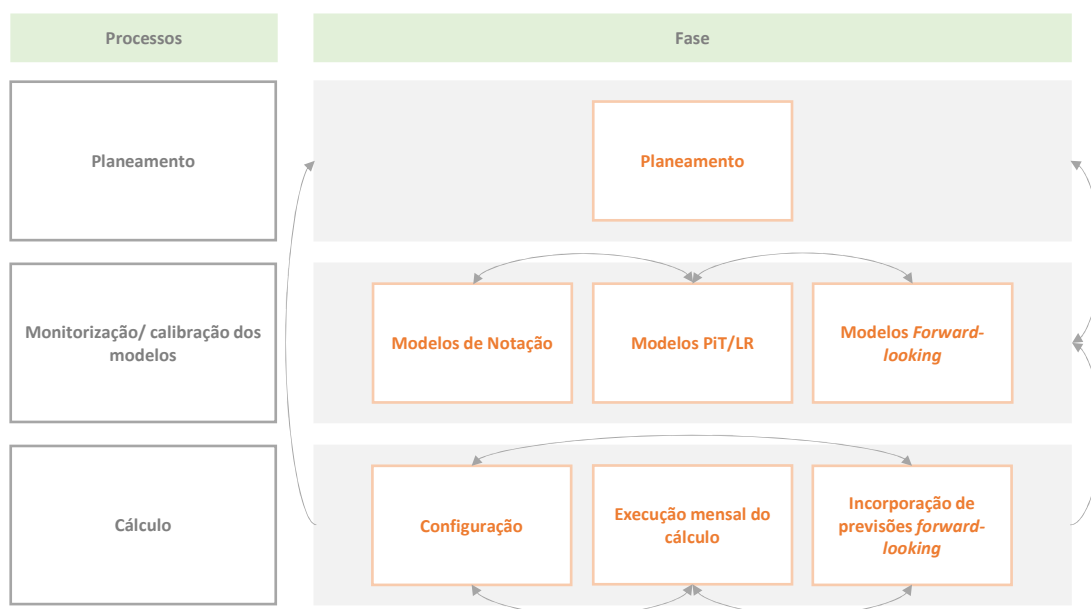 Processos
Fase
Planeamento
Planeamento
Monitorização/ calibração dos
modelos
Modelos de Notação
Modelos PiT/LR
Modelos Forward-
looking
Cálculo
Configuração
Execução mensal do
cálculo
Incorporação de
previsões forward-
looking